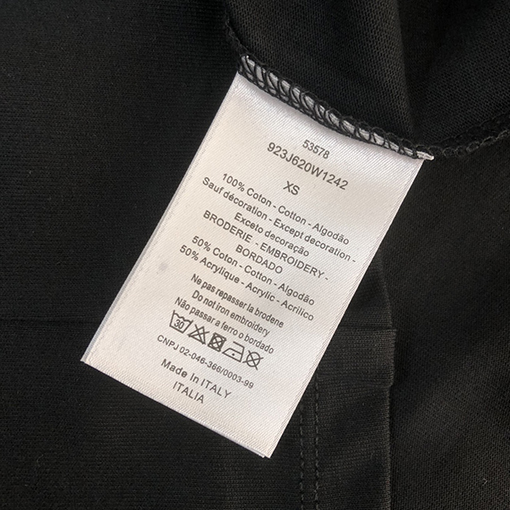 53578
923J620W1242
XS
100% Coton - Cotton - Algodão
Sauf décoration - Except decoration -
Exceto decoração
BRODERIE - EMBROIDERY -
BORDADO
50% Coton - Cotton - Algodão
50% Acrylique - Acrylic - Acrílico
Ne pas repasser la brodene
Do not iron embroidery
Não passar a ferro o bordado
30
CNPJ 02-046-366/0003-99
Made in ITALY
ITALIA